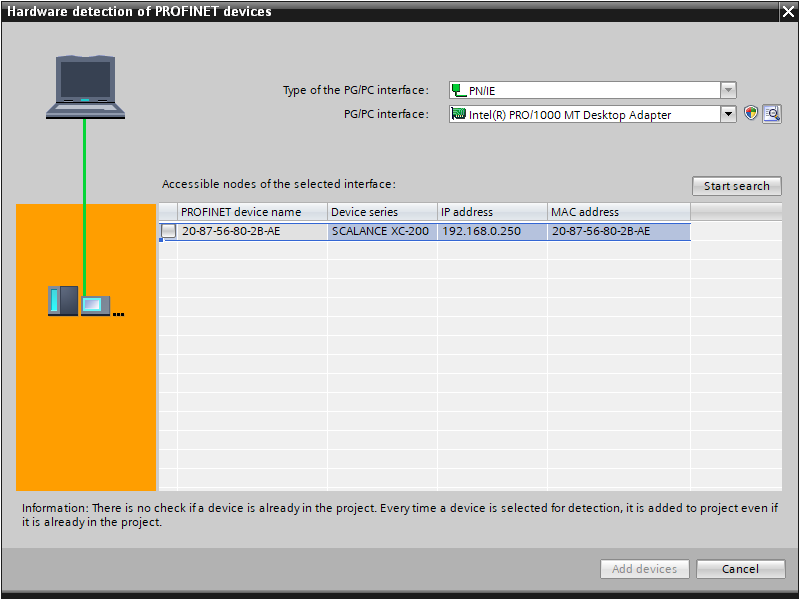 Hardware detection of PROFINET devices
Type of the PG/PC interface:
PN/IE
PG/PC interface:
Intel(R) PRO/1000 MT Desktop Adapter
Accessible nodes of the selected interface:
Start search
PROFINET device name Device series IP address MAC address
20-87-56-80-2B-AE SCALANCE XC-200 192.168.0.250 20-87-56-80-2B-AE
Information: There is no check if a device is already in the project. Every time a device is selected for detection, it is added to project even if
it is already in the project.
Add devices Cancel